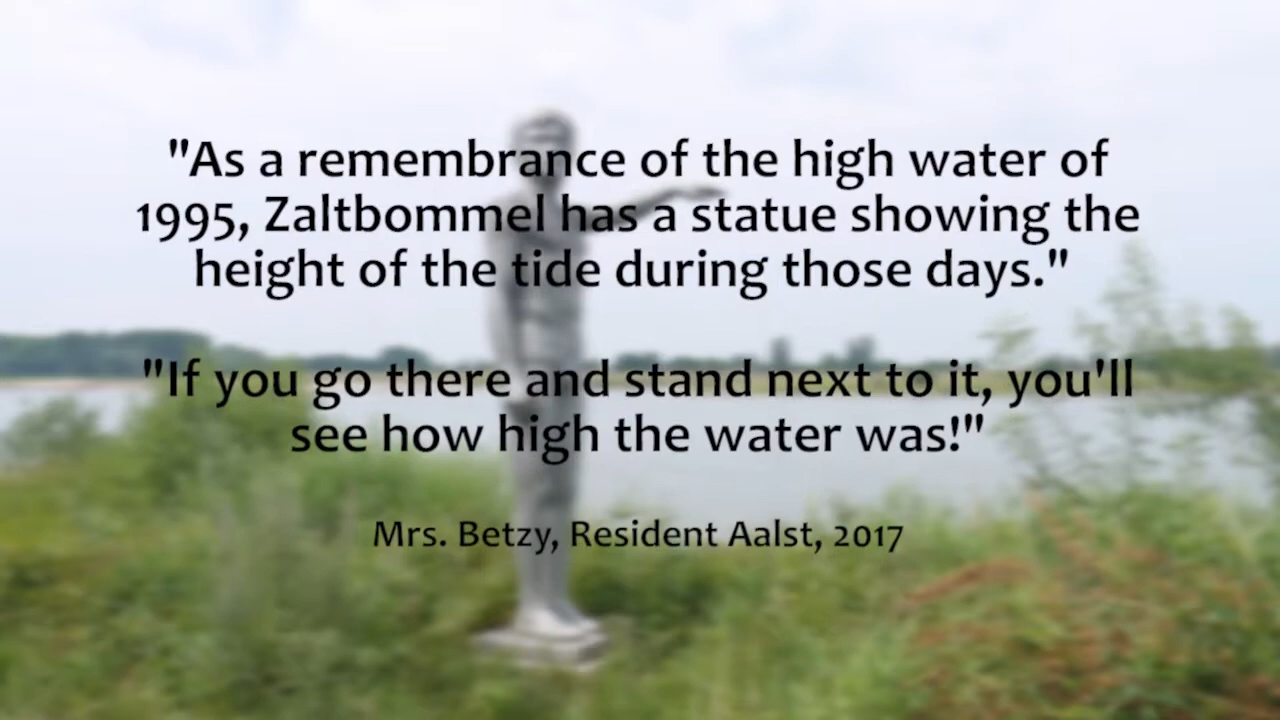 "As a remembrance of the high water of
1995, Zaltbommel has a statue showing the
height of the tide during those days."
"If you go there and stand next to it, you'll
see how high the water was!"
Mrs. Betzy, Resident Aalst, 2017